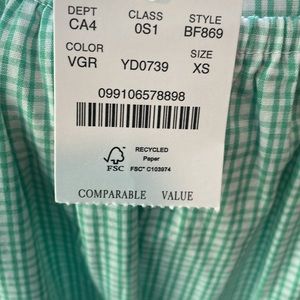 DEPT CLASS STYLE
CA4 0S1 BF869
COLOR SIZE
VGR YD0739 XS
099106578898
RECYCLED
Paper
FSC FSC® C103974
COMPARABLE VALUE